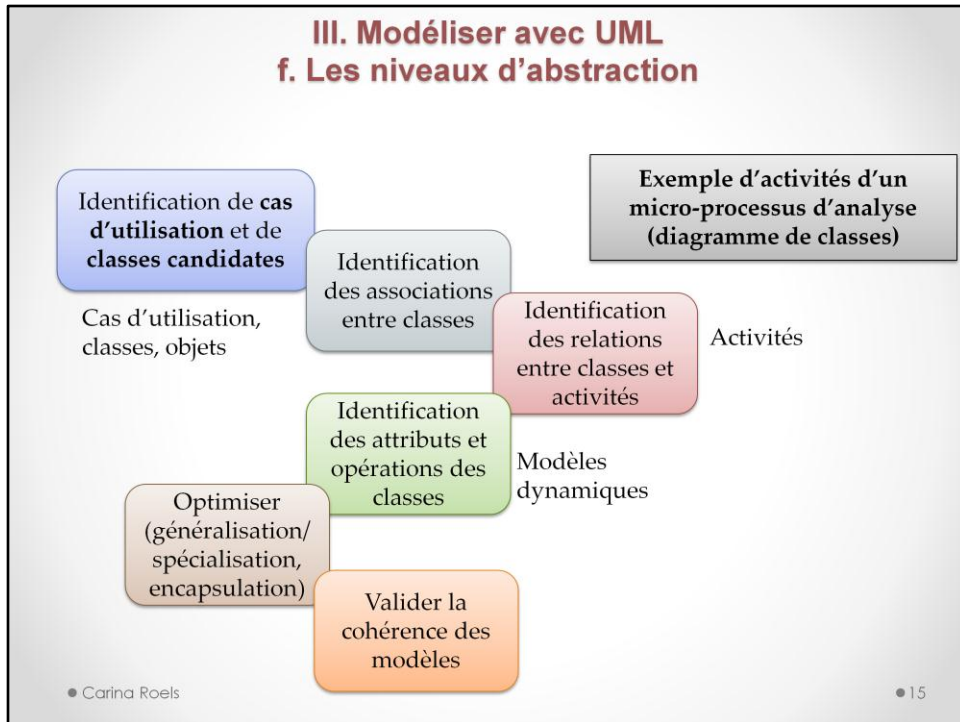 III. Modéliser avec UML
f. Les niveaux d'abstraction
Identification de cas
d'utilisation et de
classes candidates
Exemple d'activités d'un
micro-processus d'analyse
(diagramme de classes)
Identification
des associations
entre classes
Cas d'utilisation,
classes, objets
Identification
des relations
entre classes et
activités
Activités
Identification
des attributs et
opérations des
classes
Modèles
dynamiques
Optimiser
(généralisation/
spécialisation,
encapsulation)
Valider la
cohérence des
modèles
Carina Roels
15